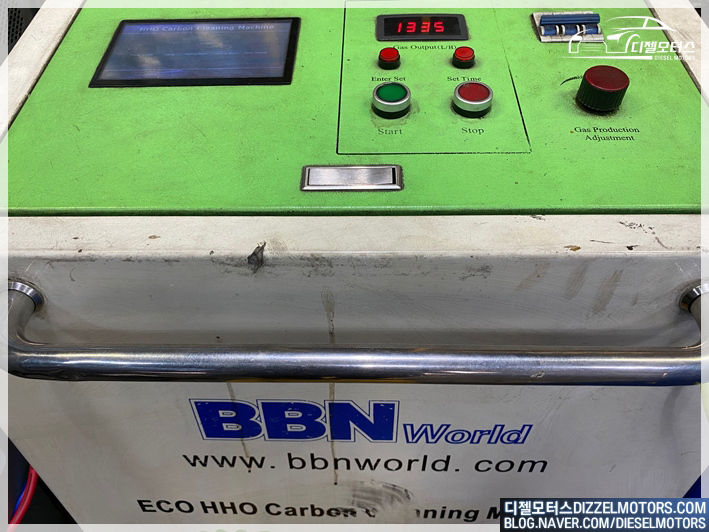 HHO Carbon Cleaning Machine
1335
Gas Output(L/H)
디젤모터스
DIESEL MOTORS
Enter Set
Set Time
Start
Stop
Gas Production
Adjustment
BBN World
www.bbnworld.com
ECO HHO Carbon Cleaning M
디젤모터스DIZZELMOTORS.COM
BLOG.NAVER.COM/DIESELMOTORS